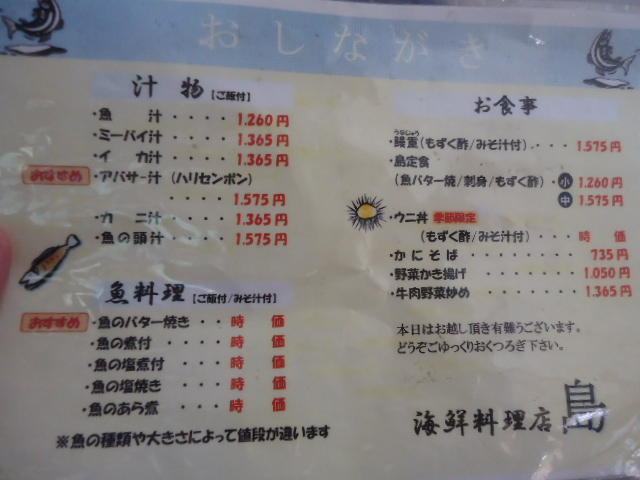 おしながき
汁 物 【ご飯付】
・魚 汁 ・・・・ 1.260円
・ミーバイ汁 ・・・・ 1.365円
・イ カ汁 ・・・・ 1.365円
おすすめ ・アバサー汁 (ハリセンボン)
・・・・ 1.575円
・カ ニ汁 ・・・・ 1.365円
・魚の頭汁 ・・・・ 1.575円
魚料理 【ご飯付/みそ汁付】
おすすめ ・魚のバター焼き ・・ 時 価
・魚の煮付 ・・・ 時 価
・魚の塩煮付 ・・・ 時 価
・魚の塩焼き ・・・ 時 価
・魚のあら煮 ・・・ 時 価
※魚の種類や大きさによって値段が違います
お食事
うなじゅう
・鰻重(もずく酢/みそ汁付)・・・ 1.575円
・島定食
(魚バター焼/刺身/もずく酢)・小 1.260円
中 1.575円
・ウニ丼 季節限定
(もずく酢/みそ汁付)・・・ 時 価
・かにそば ・・・・・・・ 735円
・野菜かき揚げ ・・・・・ 1.050円
・牛肉野菜炒め ・・・・・ 1.365円
本日はお越し頂き有難うございます。
どうぞごゆっくりおくつろぎ下さい。
海鮮料理店 島